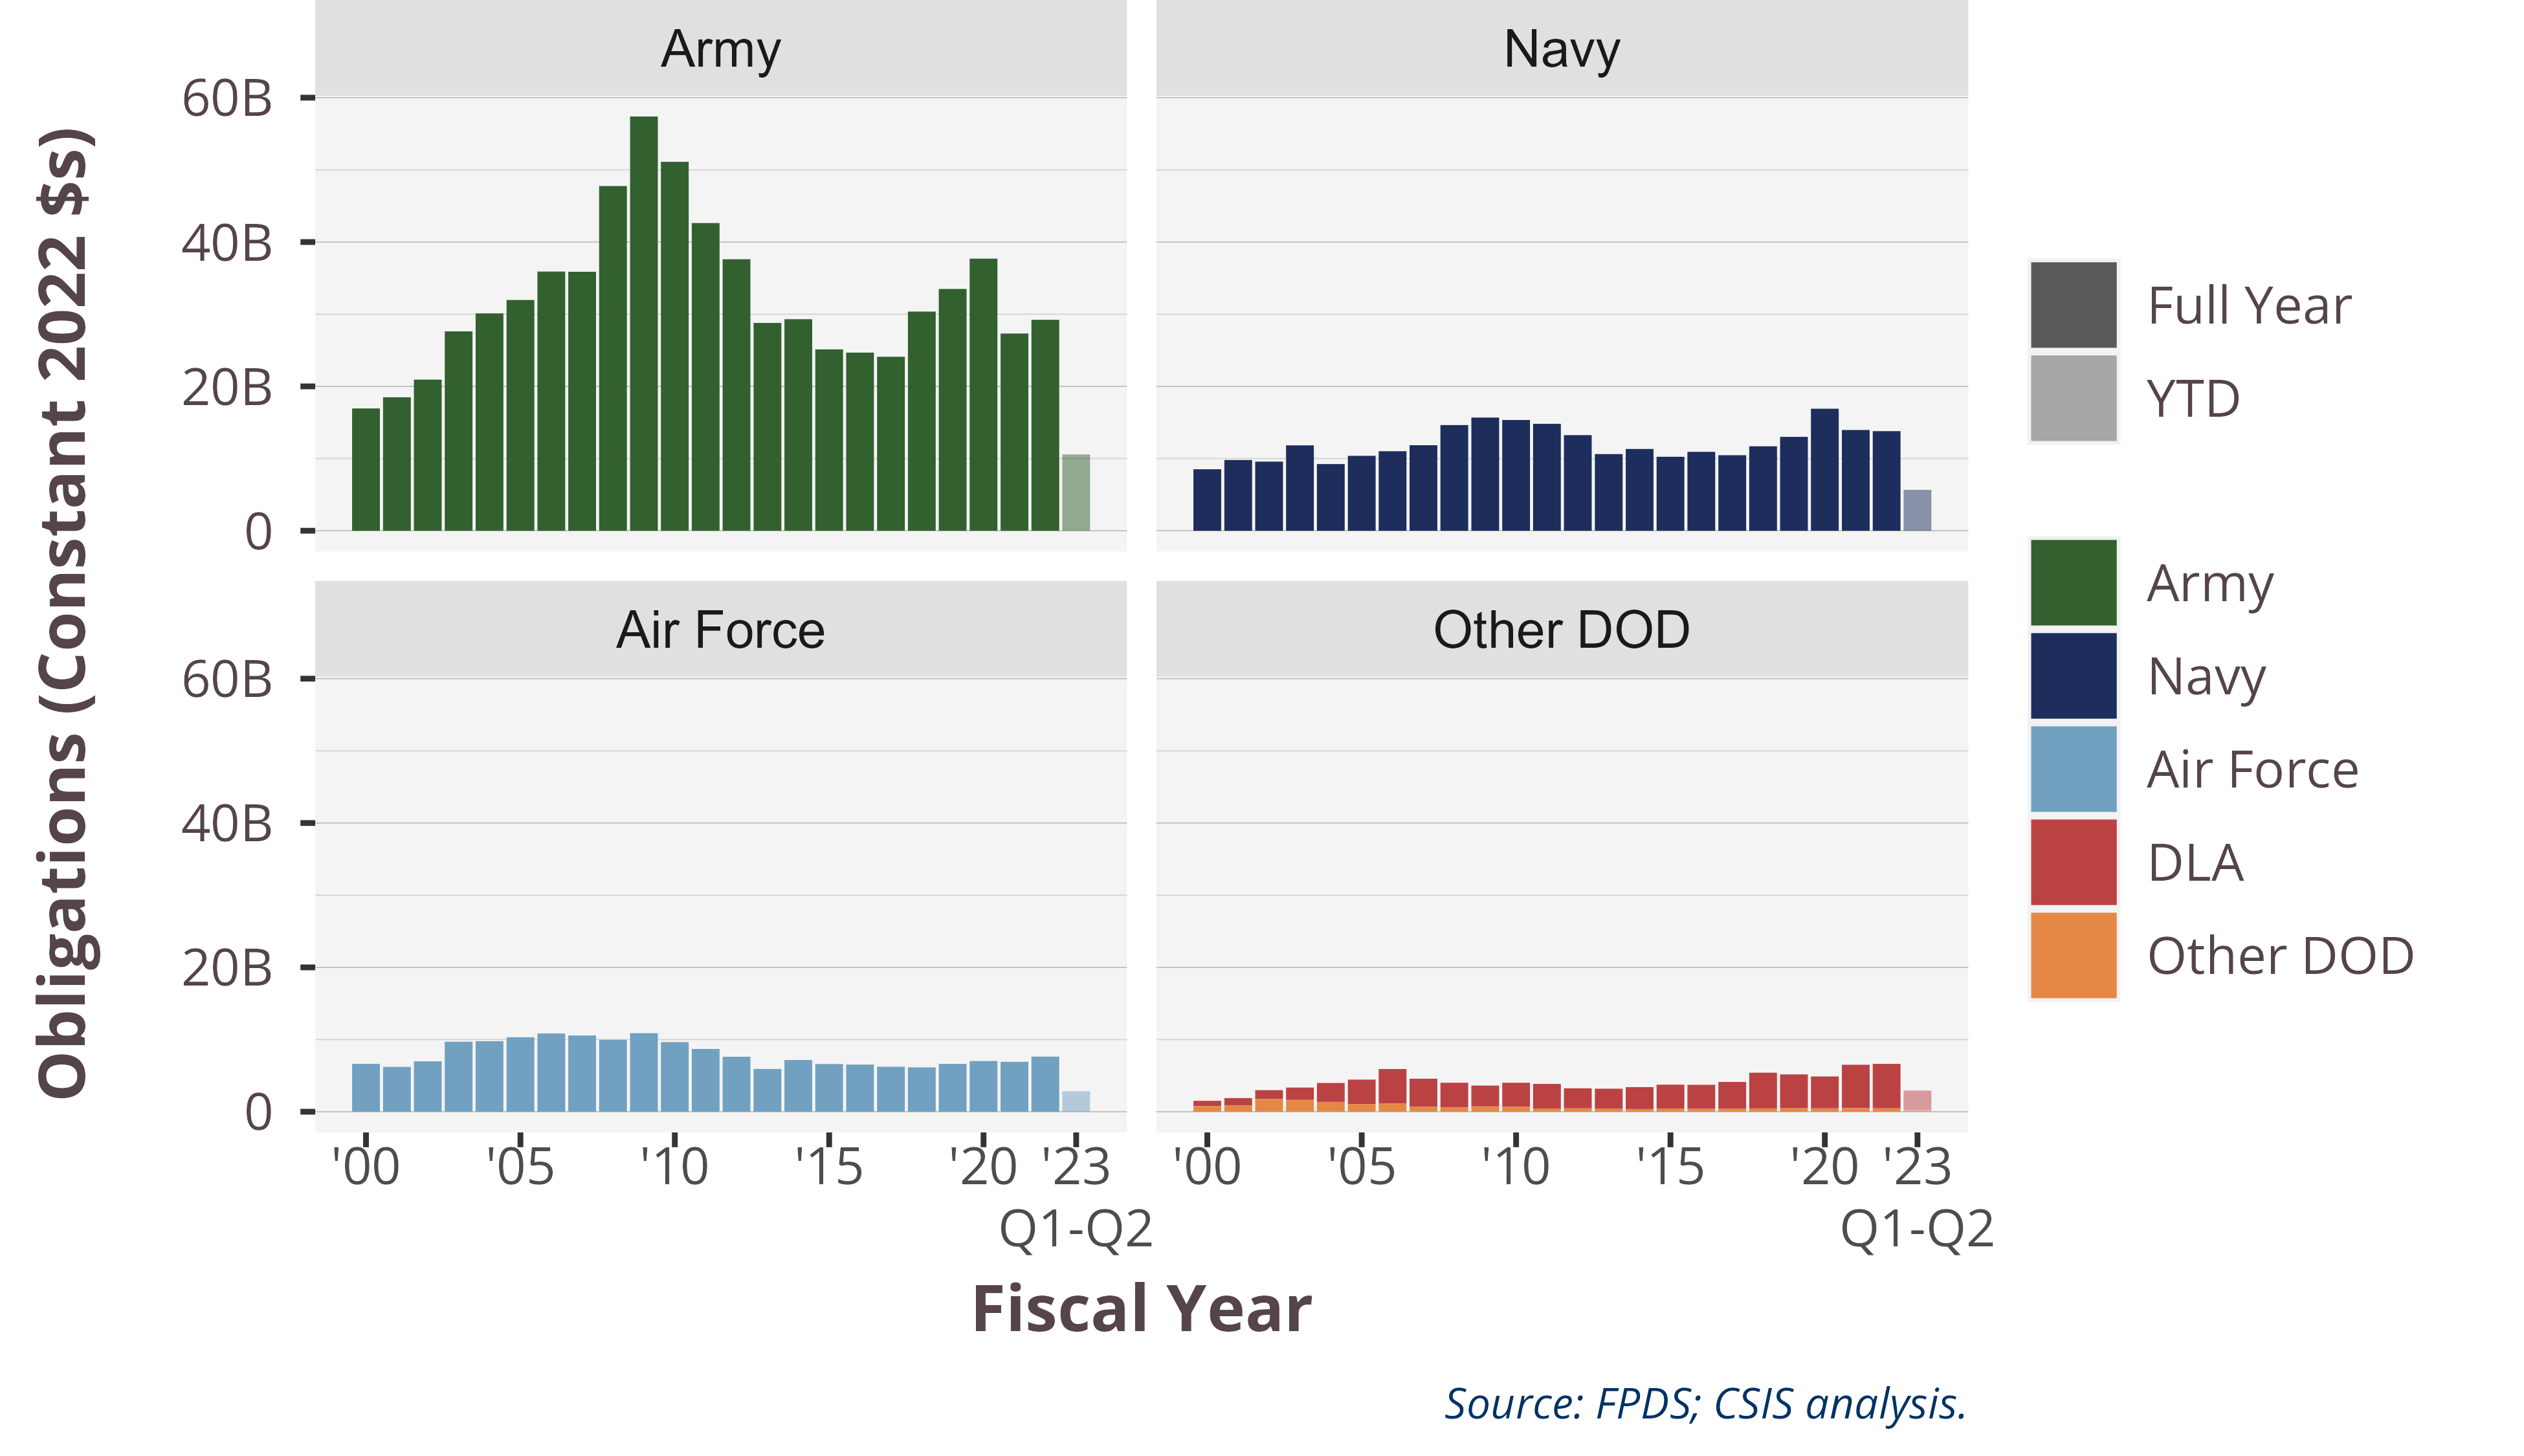 Army
Navy
Obligations (Constant 2022 $s)
60B
40B
20B
0
Air Force
Other DOD
60B
40B
20B
0
'00 '05 '10 '15 '20 '23
Q1-Q2
'00 '05 '10 '15 '20 '23
Q1-Q2
Fiscal Year
Full Year
YTD
Army
Navy
Air Force
DLA
Other DOD
Source: FPDS; CSIS analysis.